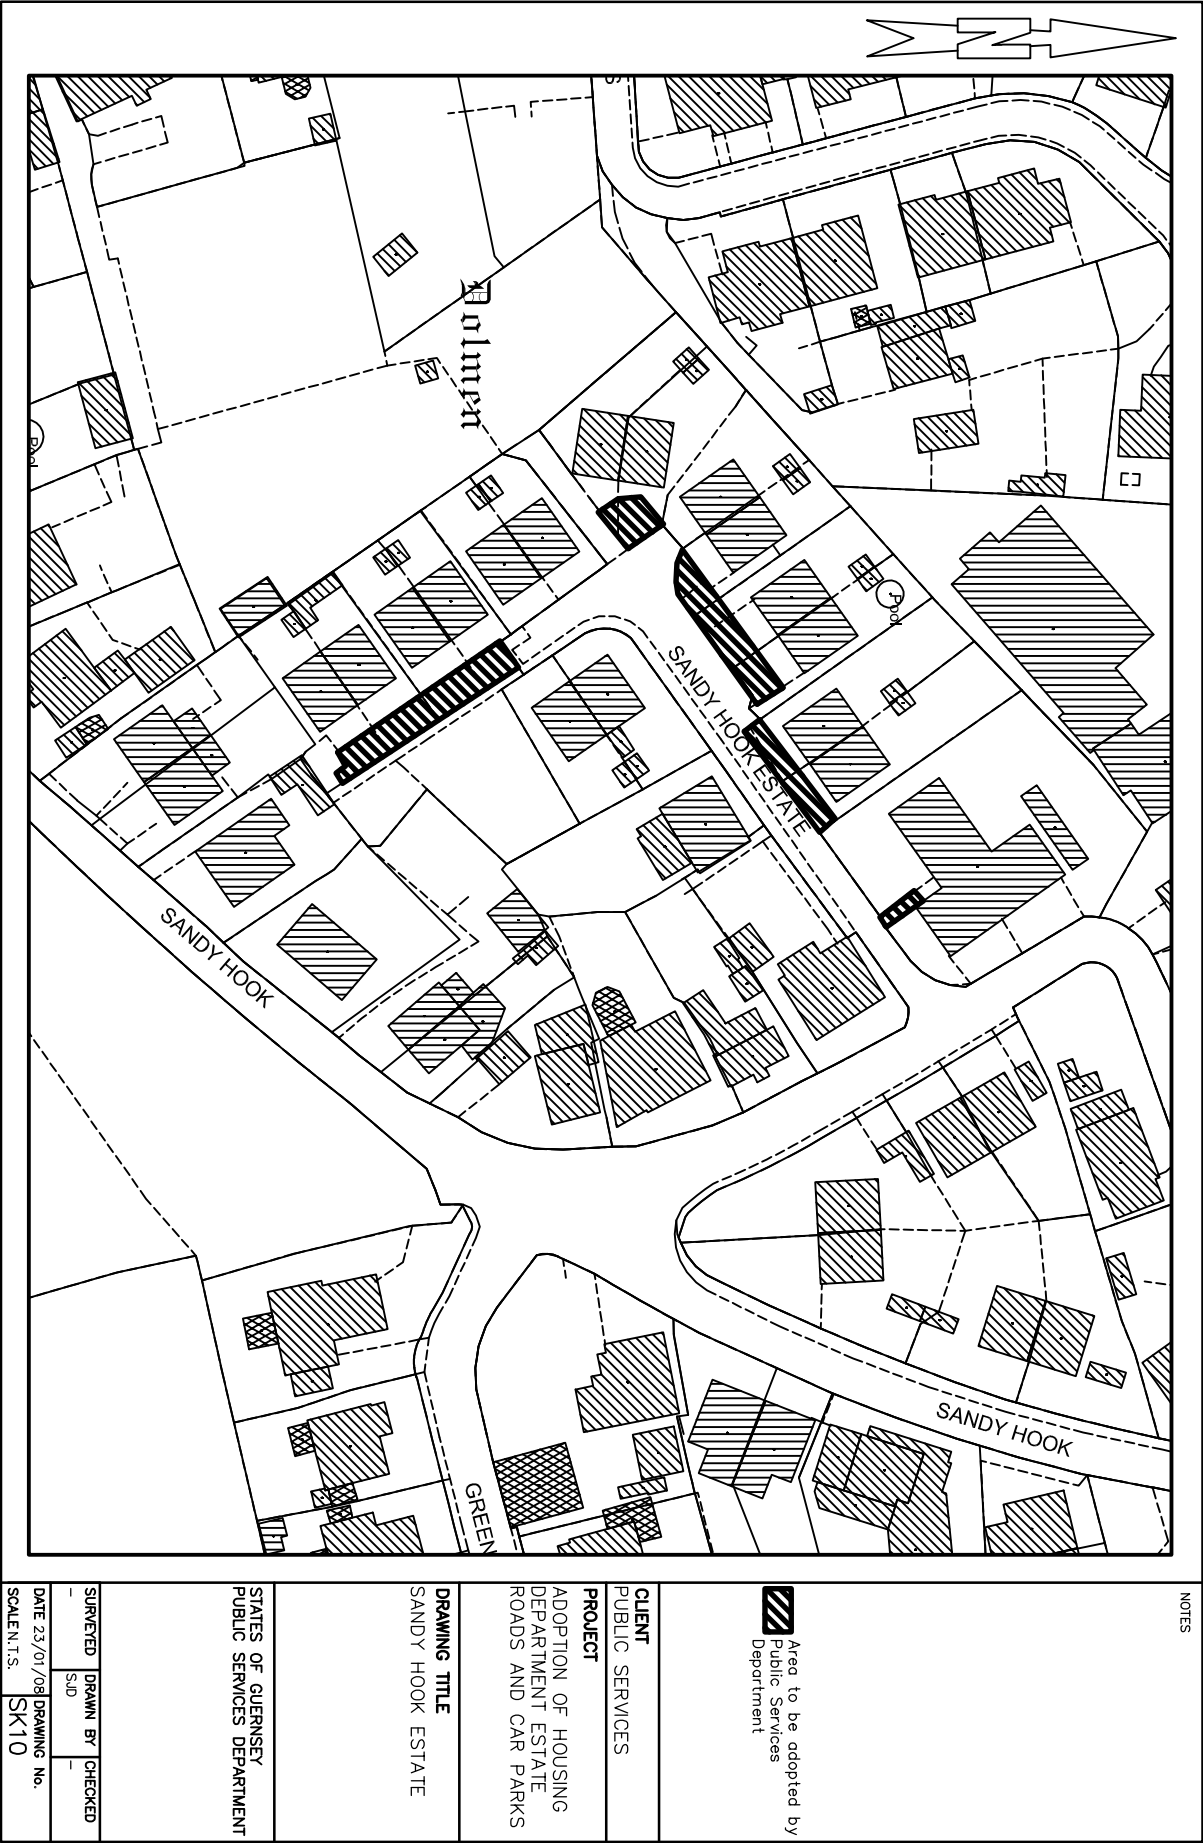 N
S
Dolmen
Pool
Pool
SANDY HOOK ESTATE
SANDY HOOK
SANDY HOOK
GREEN
NOTES
Area to be adopted by
Public Services
Department
CLIENT
PUBLIC SERVICES
PROJECT
ADOPTION OF HOUSING
DEPARTMENT ESTATE
ROADS AND CAR PARKS
DRAWING TITLE
SANDY HOOK ESTATE
STATES OF GUERNSEY
PUBLIC SERVICES DEPARTMENT
SURVEYED DRAWN BY CHECKED
- SJD -
DATE 23/01/08 DRAWING No.
SCALE N.T.S. SK10